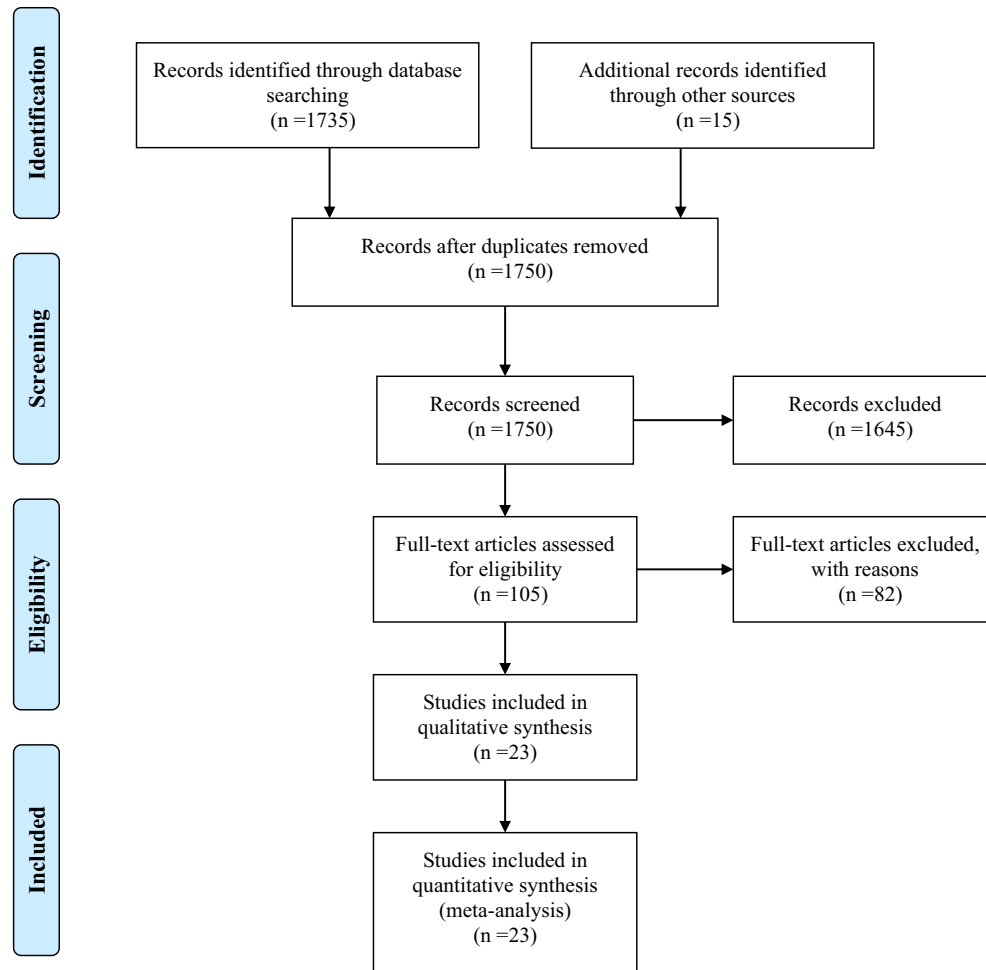 Identification
Records identified through database
searching
(n =1735)
Additional records identified
through other sources
(n =15)
Records after duplicates removed
(n =1750)
Screening
Records screened
(n =1750)
Records excluded
(n =1645)
Eligibility
Full-text articles assessed
for eligibility
(n =105)
Full-text articles excluded,
with reasons
(n =82)
Studies included in
qualitative synthesis
(n =23)
Included
Studies included in
quantitative synthesis
(meta-analysis)
(n =23)